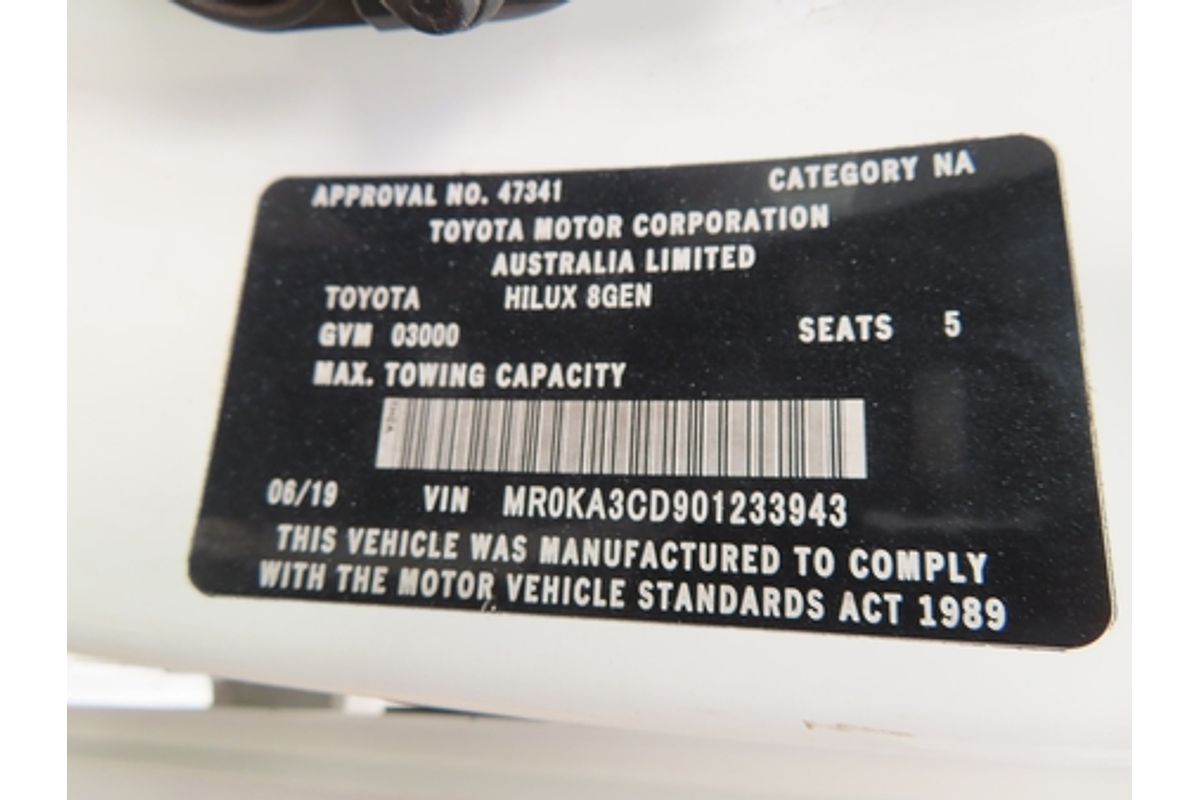 APPROVAL NO. 47341 CATEGORY NA
TOYOTA MOTOR CORPORATION
AUSTRALIA LIMITED
TOYOTA HILUX 8GEN
GVM 03000 SEATS 5
MAX. TOWING CAPACITY
06/19 VIN MR0KA3CD901233943
THIS VEHICLE WAS MANUFACTURED TO COMPLY
WITH THE MOTOR VEHICLE STANDARDS ACT 1989